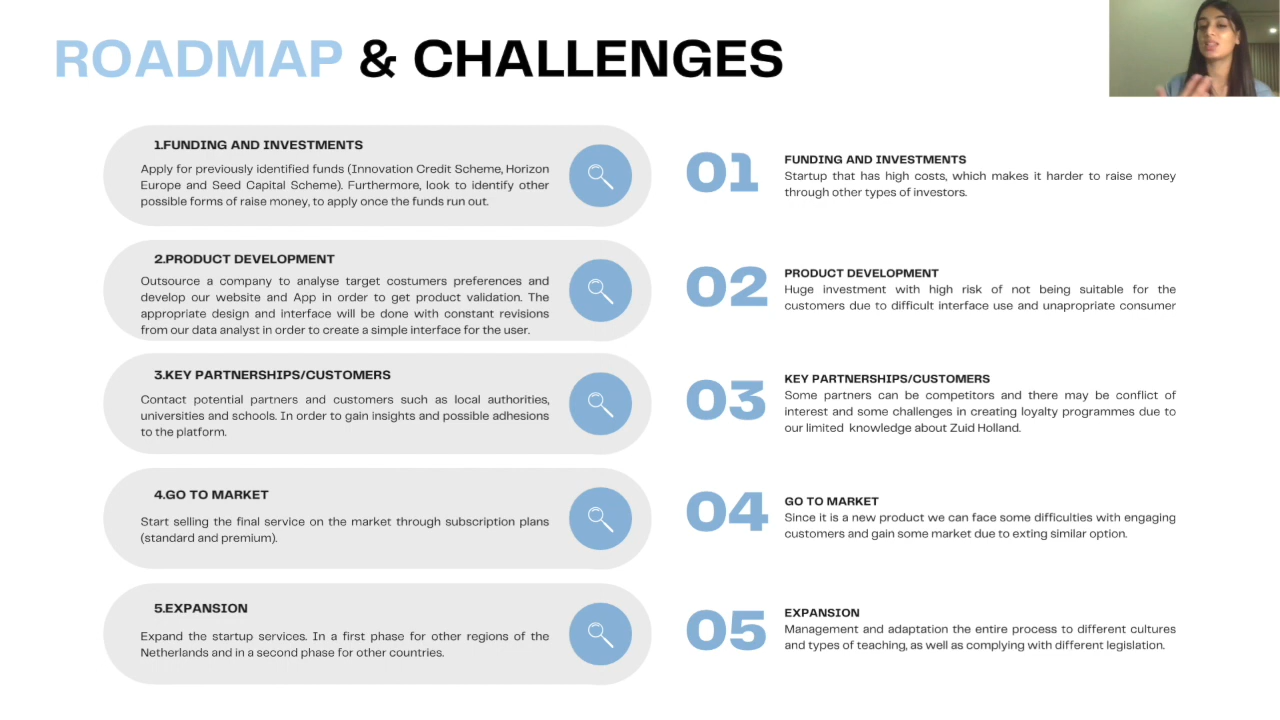 ROADMAP & CHALLENGES
1.FUNDING AND INVESTMENTS
Apply for previously identified funds (Innovation Credit Scheme, Horizon
Europe and Seed Capital Scheme). Furthermore, look to identify other
possible forms of raise money, to apply once the funds run out.
2.PRODUCT DEVELOPMENT
Outsource a company to analyse target costumers preferences and
develop our website and App in order to get product validation. The
appropriate design and interface will be done with constant revisions
from our data analyst in order to create a simple interface for the user.
3.KEY PARTNERSHIPS/CUSTOMERS
Contact potential partners and customers such as local authorities,
universities and schools. In order to gain insights and possible adhesions
to the platform.
4.GO TO MARKET
Start selling the final service on the market through subscription plans
(standard and premium).
5.EXPANSION
Expand the startup services. In a first phase for other regions of the
Netherlands and in a second phase for other countries.
01
FUNDING AND INVESTMENTS
Startup that has high costs, which makes it harder to raise money
through other types of investors.
02
PRODUCT DEVELOPMENT
Huge investment with high risk of not being suitable for the
customers due to difficult interface use and unapropriate consumer
03
KEY PARTNERSHIPS/CUSTOMERS
Some partners can be competitors and there may be conflict of
interest and some challenges in creating loyalty programmes due to
our limited knowledge about Zuid Holland.
04
GO TO MARKET
Since it is a new product we can face some difficulties with engaging
customers and gain some market due to exting similar option.
05
EXPANSION
Management and adaptation the entire process to different cultures
and types of teaching, as well as complying with different legislation.